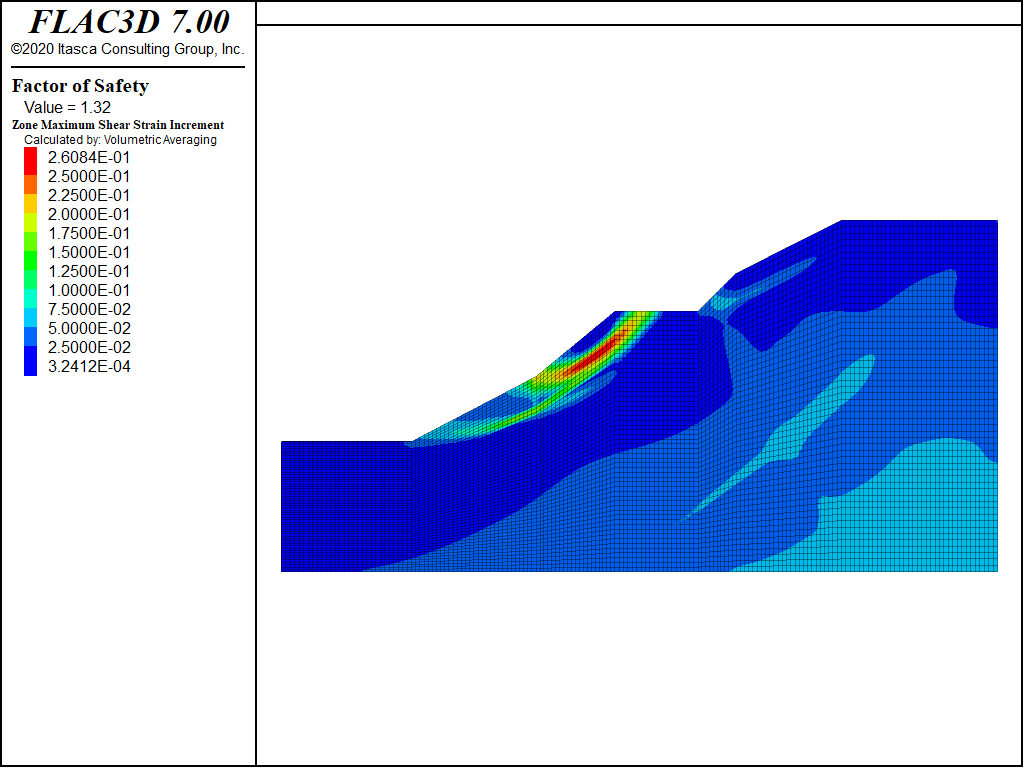 FLAC3D 7.00
©2020 Itasca Consulting Group, Inc.
Factor of Safety
Value = 1.32
Zone Maximum Shear Strain Increment
Calculated by: Volumetric Averaging
2.6084E-01
2.5000E-01
2.2500E-01
2.0000E-01
1.7500E-01
1.5000E-01
1.2500E-01
1.0000E-01
7.5000E-02
5.0000E-02
2.5000E-02
3.2412E-04